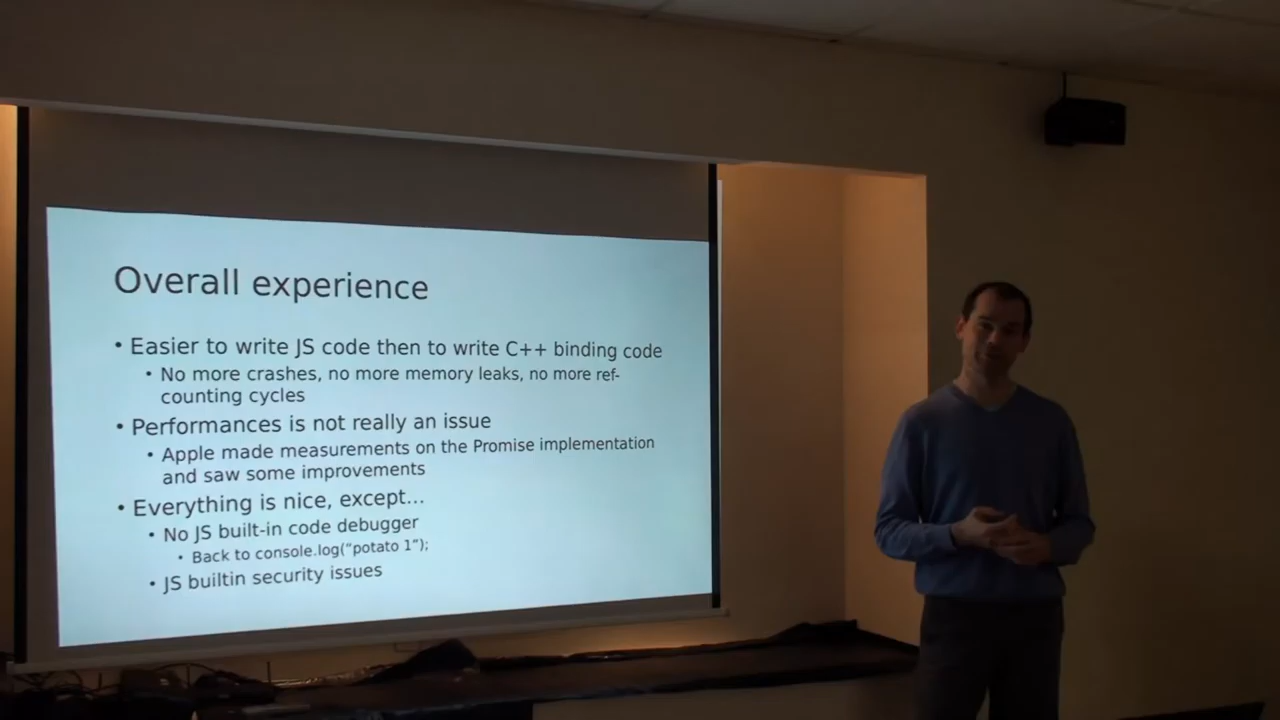 Overall experience
• Easier to write JS code then to write C++ binding code
• No more crashes, no more memory leaks, no more ref-
counting cycles
• Performances is not really an issue
• Apple made measurements on the Promise implementation
and saw some improvements
• Everything is nice, except...
• No JS built-in code debugger
• Back to console.log(“potato 1”);
• JS builtin security issues